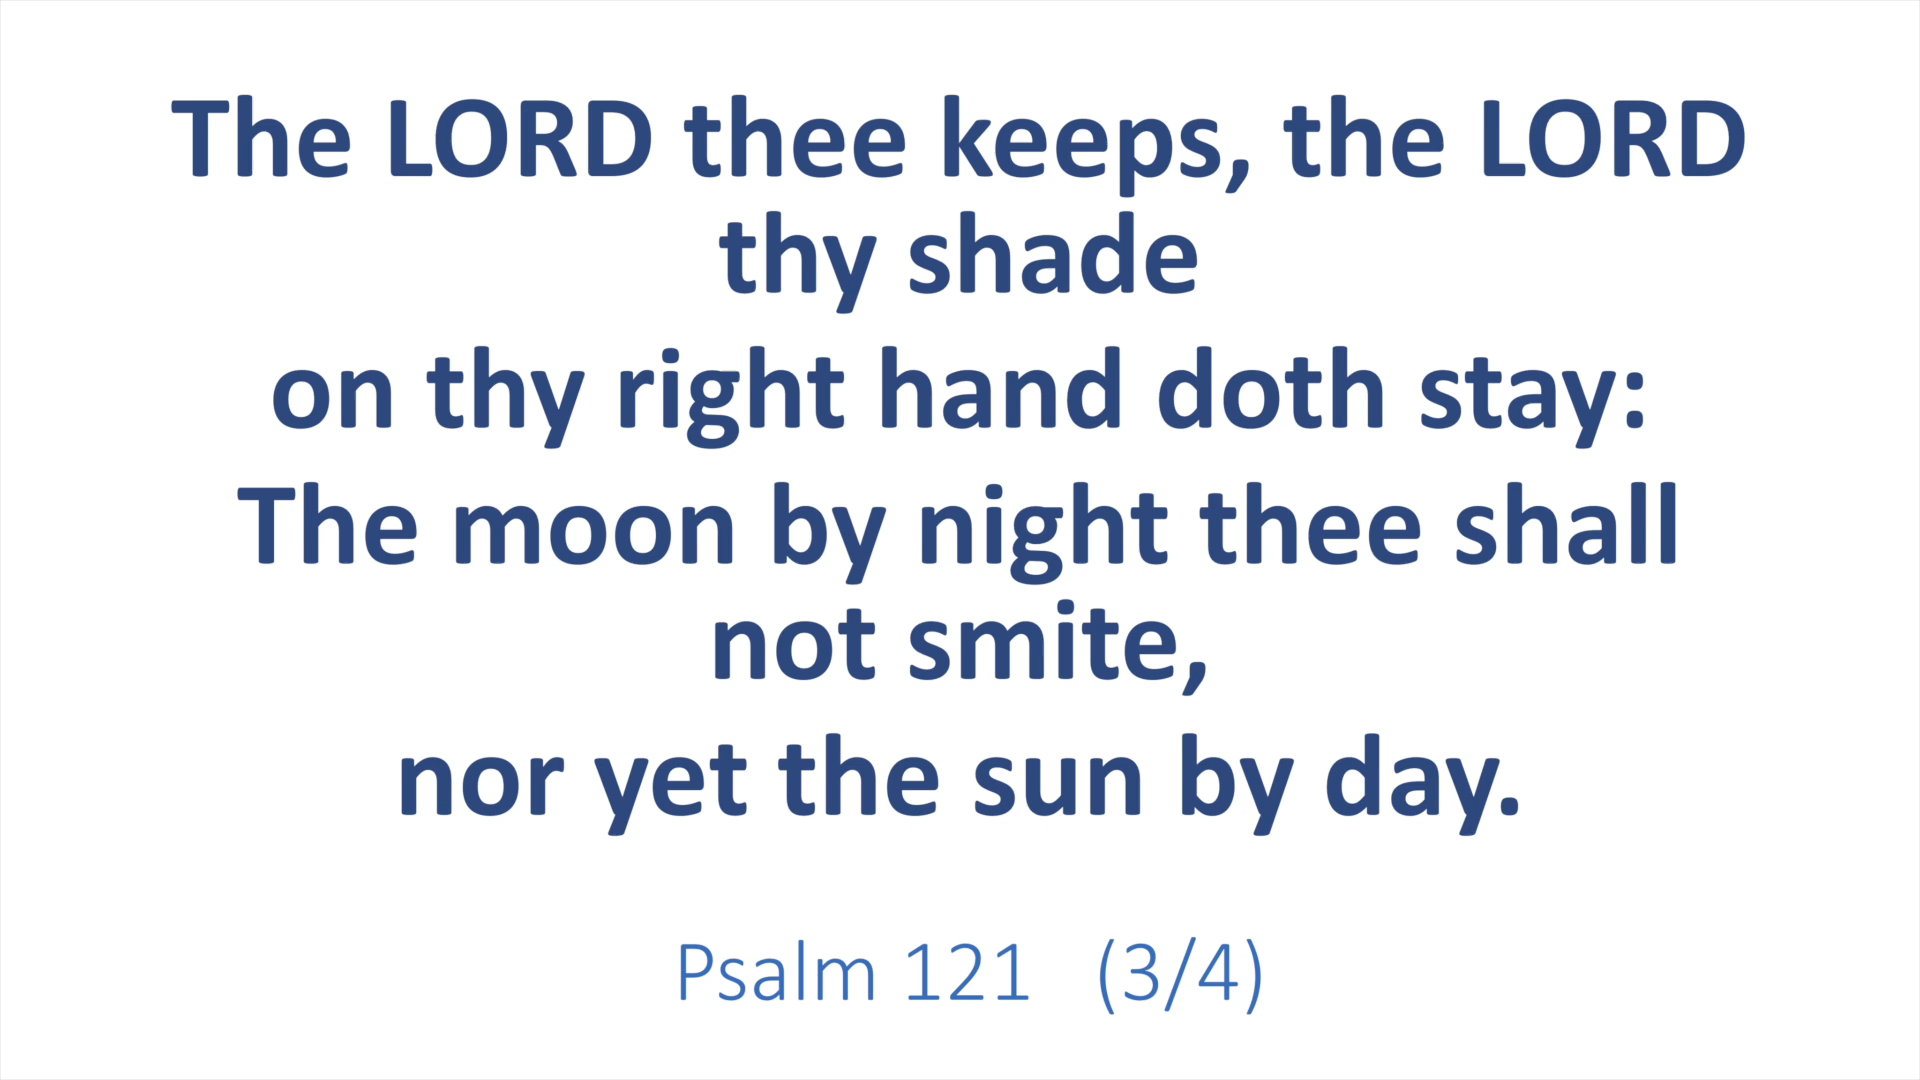 The LORD thee keeps, the LORD
thy shade
on thy right hand doth stay:
The moon by night thee shall
not smite,
nor yet the sun by day.
Psalm 121 (3/4)